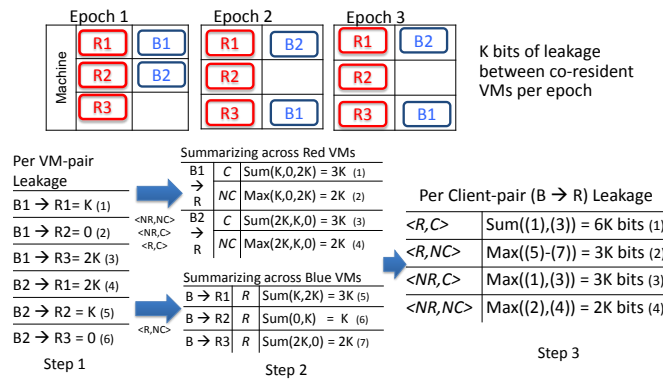 Epoch 1
Epoch 2
Epoch 3
Machine
R1 B1
R2 B2
R3
R1 B2
R2
R3 B1
R1 B2
R2
R3 B1
K bits of leakage
between co-resident
VMs per epoch
Per VM-pair
Leakage
B1 → R1= K (1)
B1 → R2= 0 (2)
B1 → R3= 2K (3)
B2 → R1= 2K (4)
B2 → R2 = K (5)
B2 → R3 = 0 (6)
Step 1
<NR,NC>
<NR,C>
<R,C>
<R,NC>
Summarizing across Red VMs
B1 → R C Sum(K,0,2K) = 3K (1)
NC Max(K,0,2K) = 2K (2)
B2 → R C Sum(2K,K,0) = 3K (3)
NC Max(2K,K,0) = 2K (4)
Summarizing across Blue VMs
B → R1 R Sum(K,2K) = 3K (5)
B → R2 R Sum(0,K) = K (6)
B → R3 R Sum(2K,0) = 2K (7)
Step 2
Per Client-pair (B → R) Leakage
<R,C> Sum((1),(3)) = 6K bits (1)
<R,NC> Max((5)-(7)) = 3K bits (2)
<NR,C> Max((1),(3)) = 3K bits (3)
<NR,NC> Max((2),(4)) = 2K bits (4)
Step 3